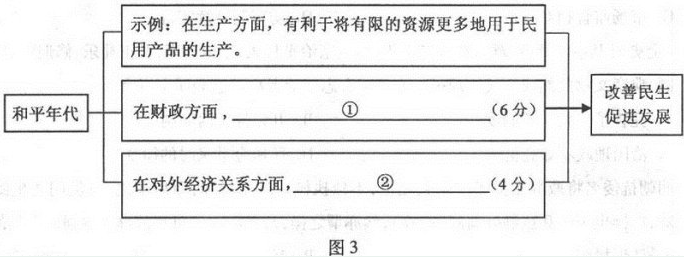 示例：在生产方面，有利于将有限的资源更多地用于民
用产品的生产。
和平年代
在财政方面，①（6分）
改善民生
促进发展
在对外经济关系方面，②（4分）
图3